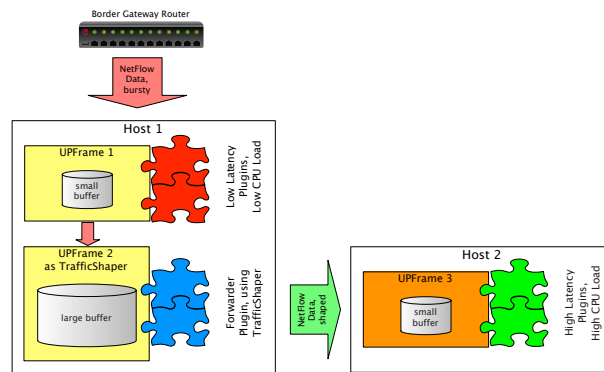 Border Gateway Router
NetFlow
Data,
bursty
Host 1
UPFrame 1
small
buffer
Low Latency
Plugins,
Low CPU Load
UPFrame 2
as TrafficShaper
large buffer
Forwarder
Plugin, using
TrafficShaper
NetFlow
Data,
shaped
Host 2
UPFrame 3
small
buffer
High Latency
Plugins,
High CPU Load